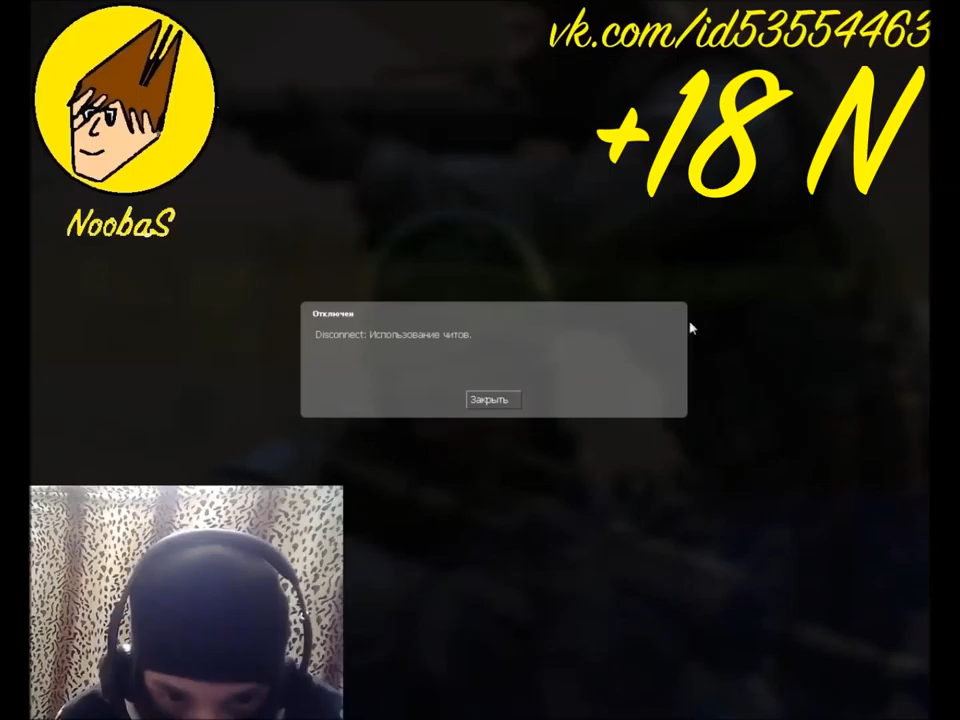 vk.com/id53554463
+18 N
NoobaS
Отключен
Disconnect: Использование читов.
Закрыть